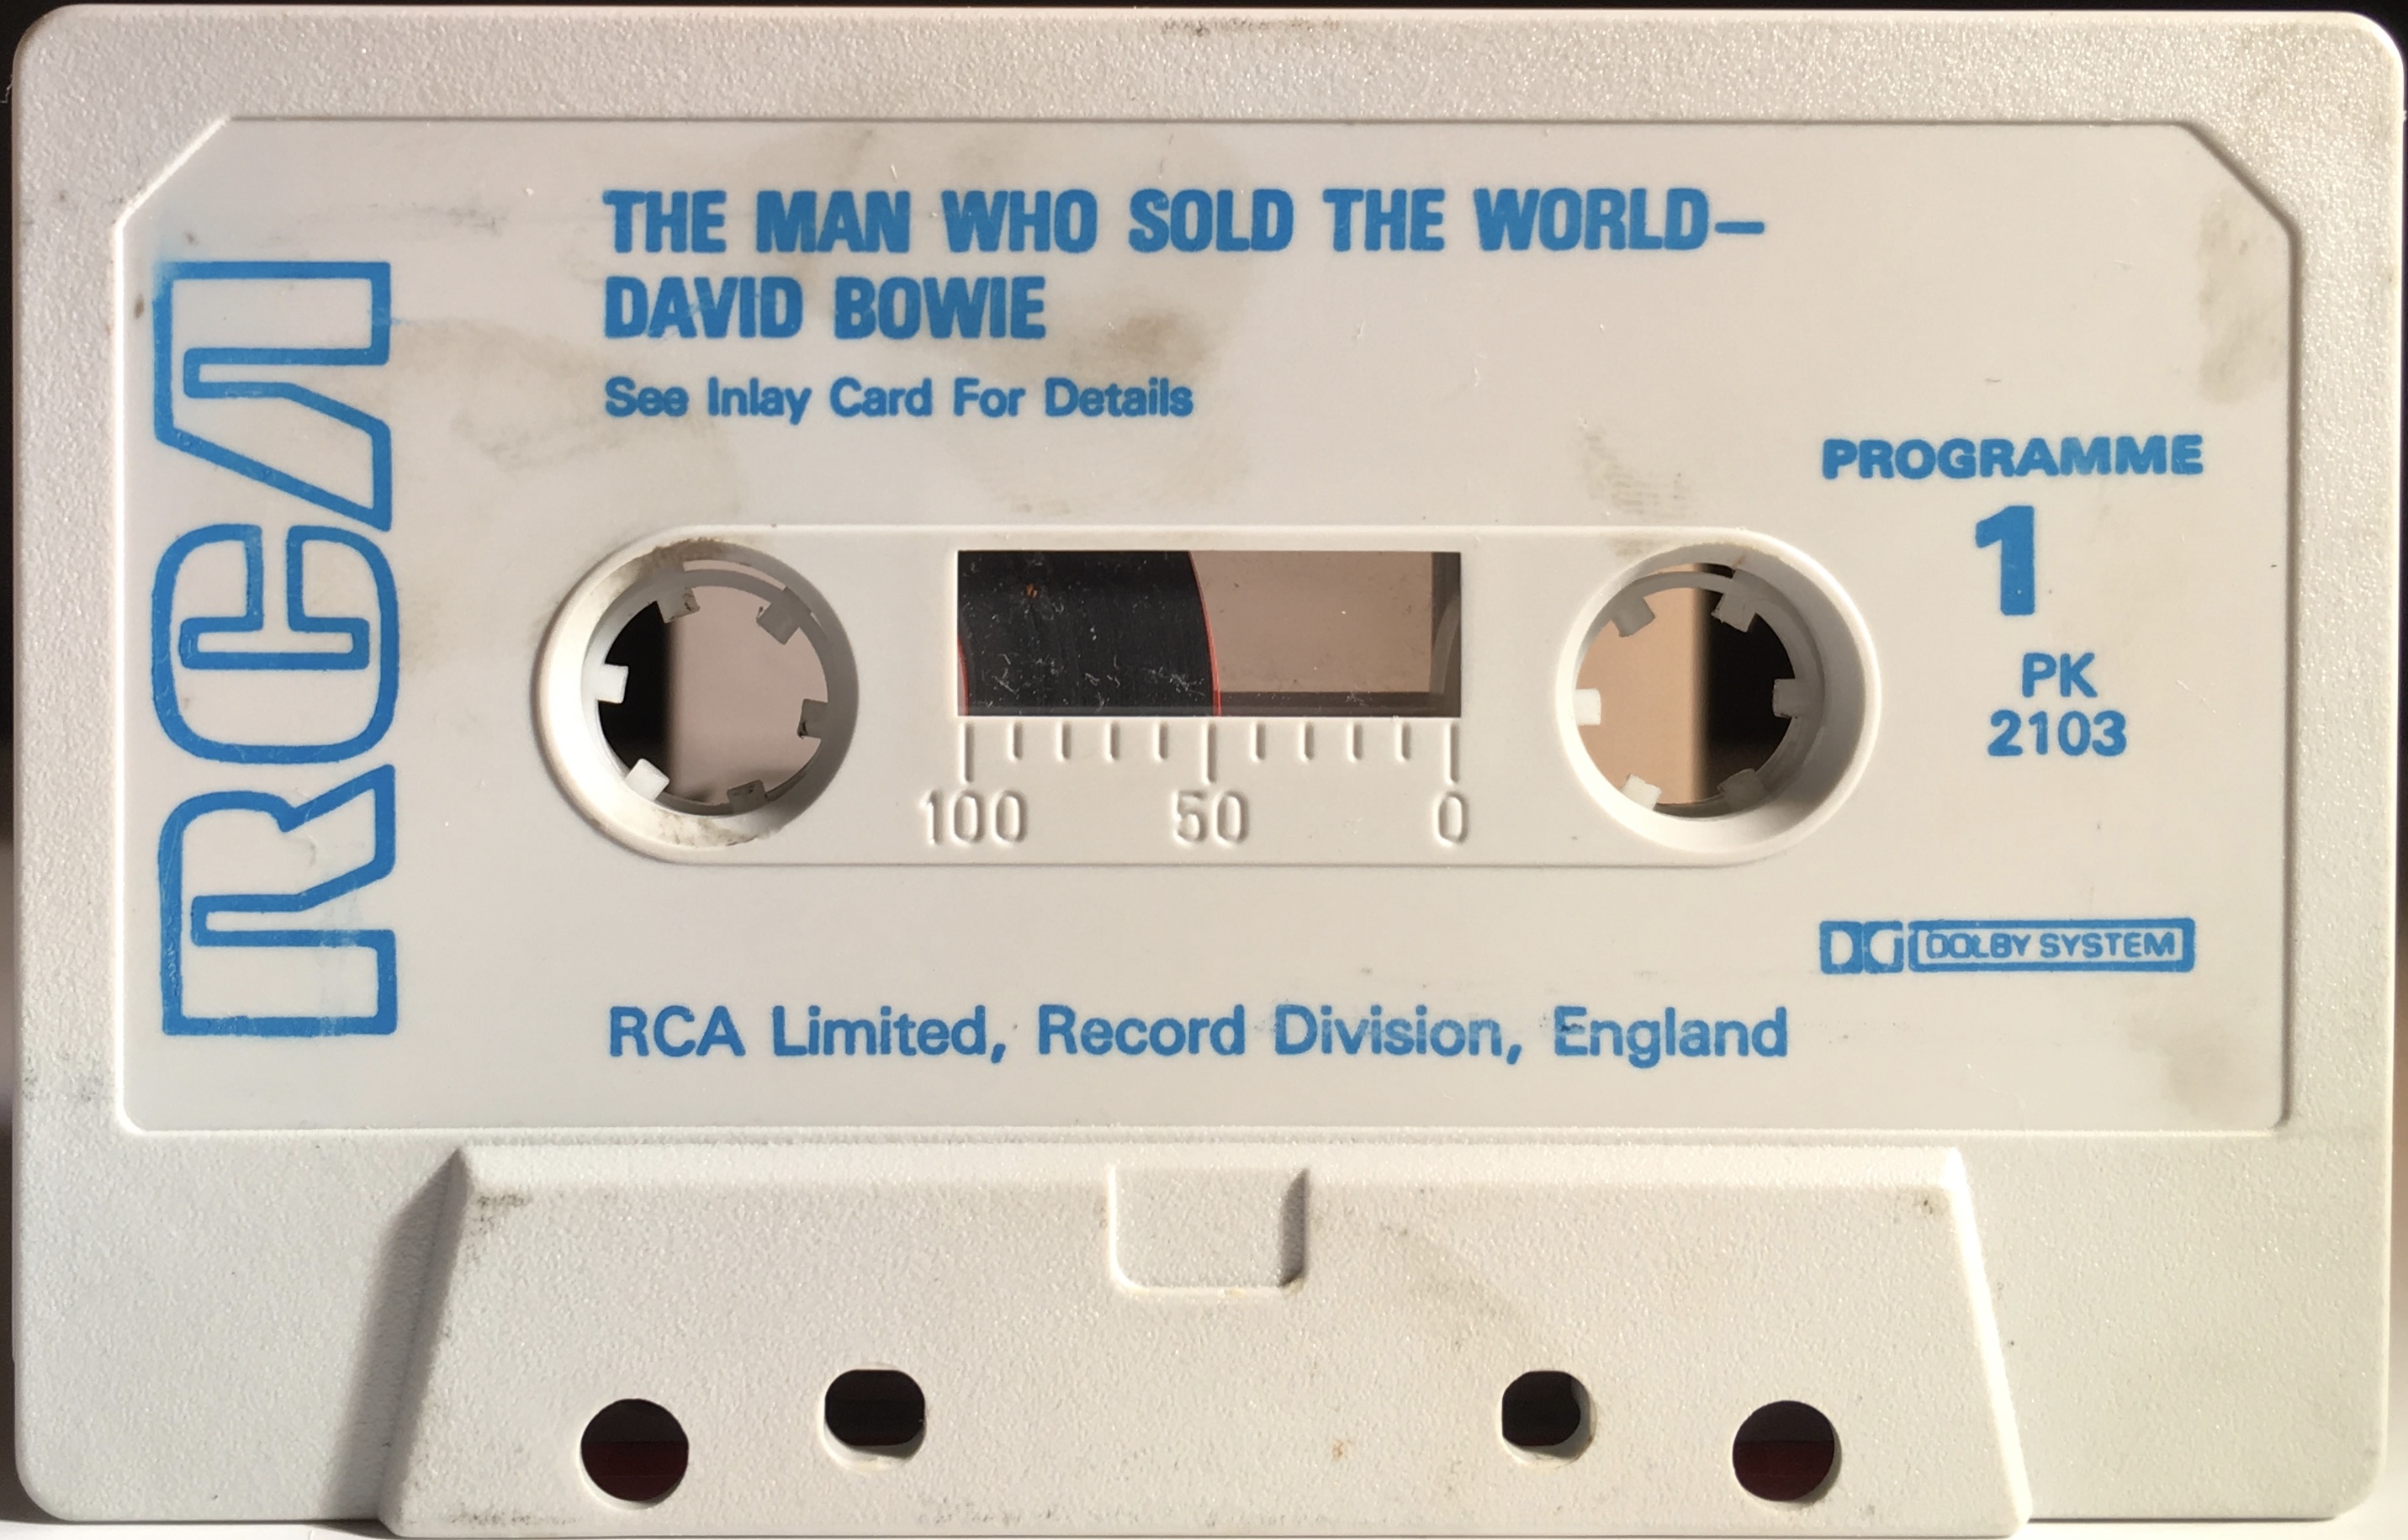 RCA
THE MAN WHO SOLD THE WORLD–
DAVID BOWIE
See Inlay Card For Details
PROGRAMME
1
PK
2103
100 50 0
DOLBY SYSTEM
RCA Limited, Record Division, England